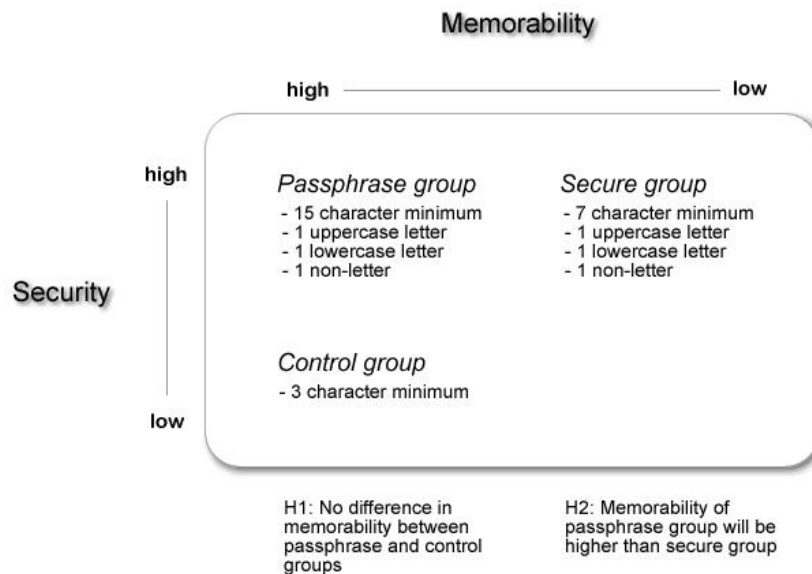 Memorability
high
low
high
Passphrase group
- 15 character minimum
- 1 uppercase letter
- 1 lowercase letter
- 1 non-letter
Secure group
- 7 character minimum
- 1 uppercase letter
- 1 lowercase letter
- 1 non-letter
Security
Control group
- 3 character minimum
low
H1: No difference in
memorability between
passphrase and control
groups
H2: Memorability of
passphrase group will be
higher than secure group